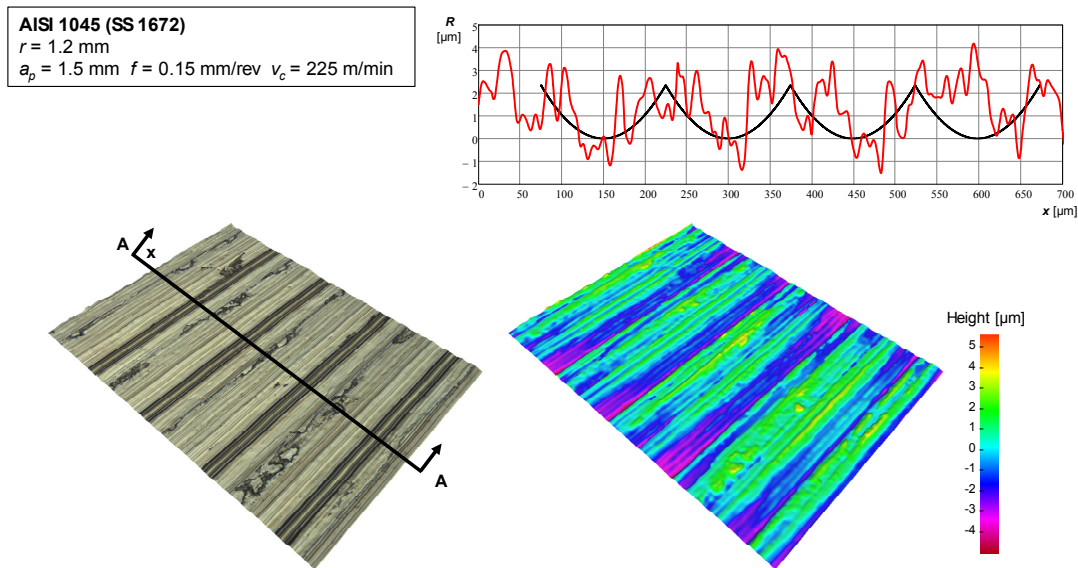 AISI 1045 (SS 1672)
r = 1.2 mm
a_p = 1.5 mm f = 0.15 mm/rev v_c = 225 m/min
R
[µm]
5
4
3
2
1
0
– 1
– 2
0 50 100 150 200 250 300 350 400 450 500 550 600 650 700
x [µm]
A
x
A
Height [µm]
5
4
3
2
1
0
-1
-2
-3
-4